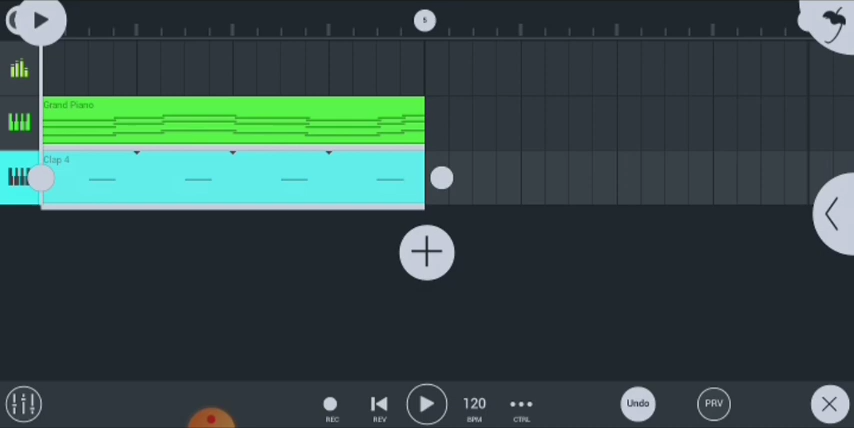 5
Grand Piano
Clap 4
REC
REV
120
BPM
CTRL
Undo
PRV